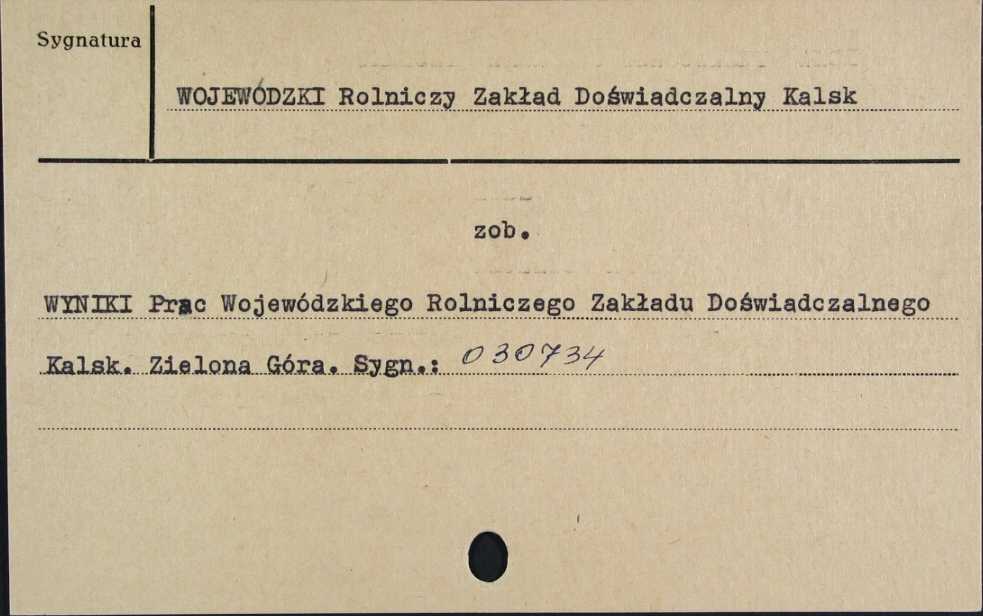 Sygnatura
WOJEWÓDZKI Rolniczy Zakład Doświadczalny Kalsk
zob.
WYNIKI Prac Wojewódzkiego Rolniczego Zakładu Doświadczalnego
Kalsk. Zielona Góra. Sygn.: 030734